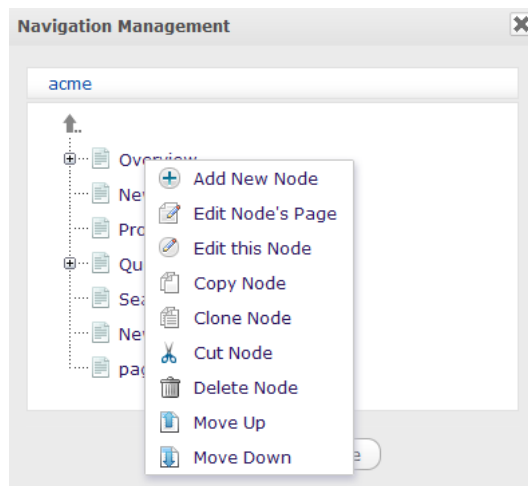 Navigation Management
acme
Overview
Add New Node
Edit Node's Page
Edit this Node
Copy Node
Clone Node
Cut Node
Delete Node
Move Up
Move Down